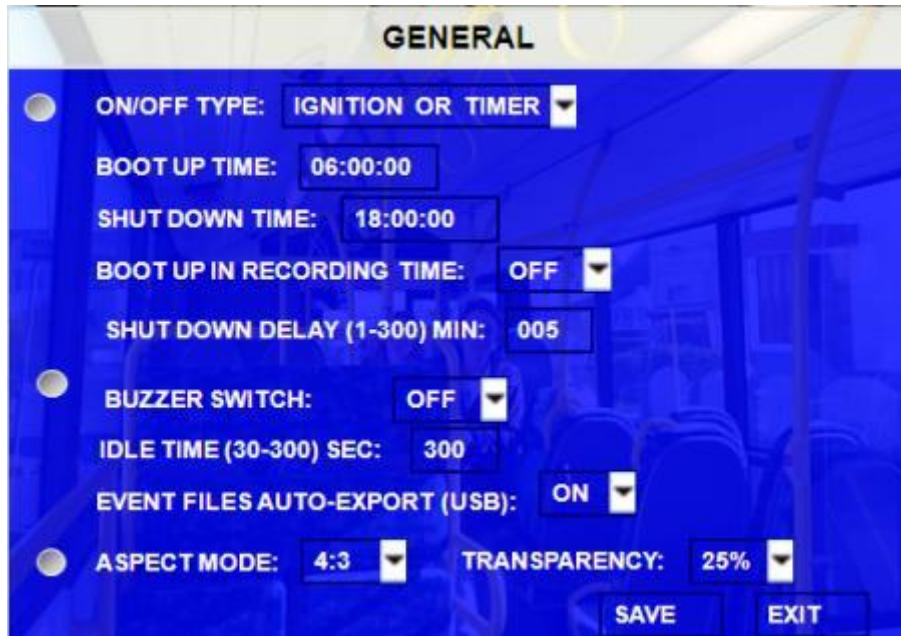 GENERAL
ON/OFF TYPE: IGNITION OR TIMER
BOOT UP TIME: 06:00:00
SHUT DOWN TIME: 18:00:00
BOOT UP IN RECORDING TIME: OFF
SHUT DOWN DELAY (1-300) MIN: 005
BUZZER SWITCH: OFF
IDLE TIME (30-300) SEC: 300
EVENT FILES AUTO-EXPORT (USB): ON
ASPECT MODE: 4:3 TRANSPARENCY: 25%
SAVE EXIT